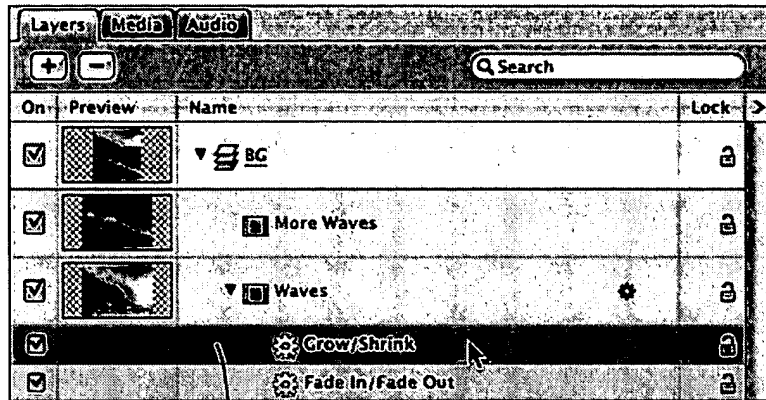 Layers Media Audio
+ - Search
On Preview Name Lock >
BG
More Waves
Waves
Grow/Shrink
Fade In/Fade Out